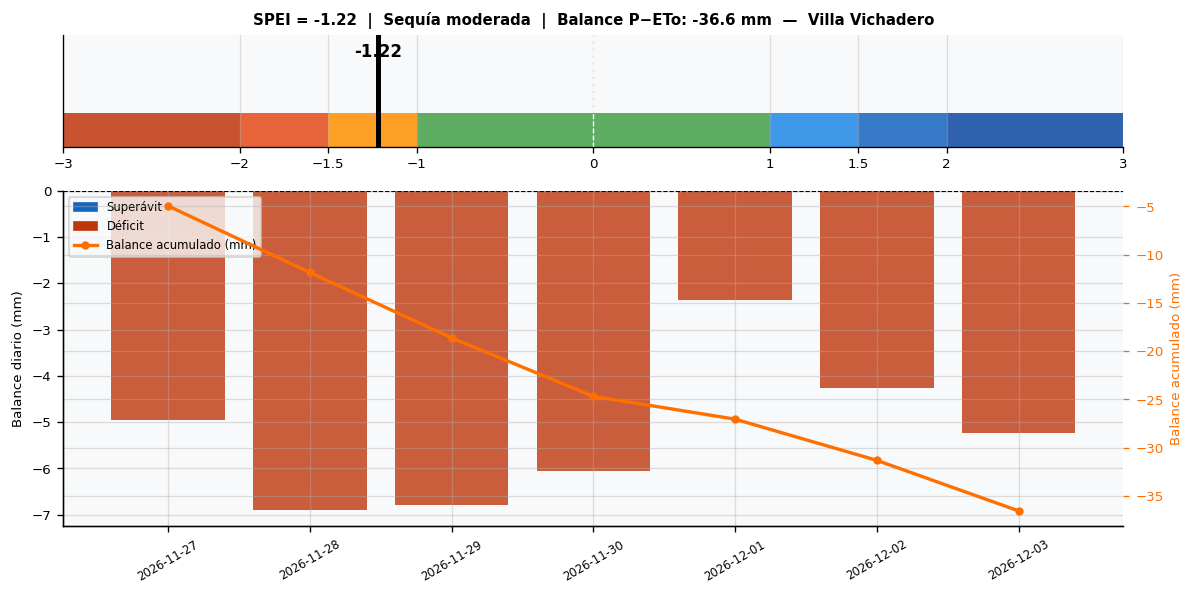 SPEI = -1.22 | Sequía moderada | Balance P−ETo: -36.6 mm — Villa Vichadero
-1.22
−3 −2 −1.5 −1 0 1 1.5 2 3
Superávit
Déficit
Balance acumulado (mm)
Balance diario (mm)
0
−1
−2
−3
−4
−5
−6
−7
−5
−10
−15
−20
−25
−30
−35
Balance acumulado (mm)
2026-11-27 2026-11-28 2026-11-29 2026-11-30 2026-12-01 2026-12-02 2026-12-03